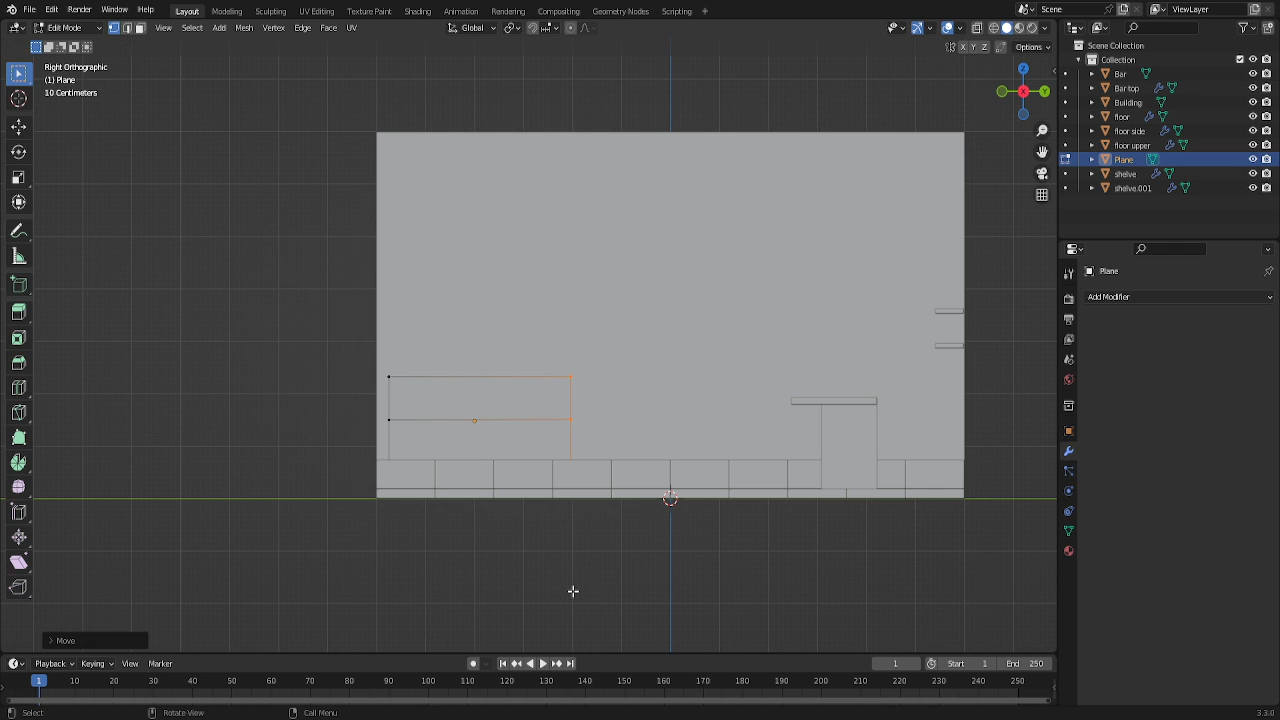 File Edit Render Window Help Layout Modelling Sculpting UV Editing Texture Paint Shading Animation Rendering Compositing Geometry Nodes Scripting Scene ViewLayer
Edit Mode View Select Add Mesh Vertex Edge Face UV Global
X Y Z Options
Right Orthographic
(1) Plane
10 Centimeters
Z
X Y
Scene Collection
Collection
Bar
Bar top
Building
floor
floor side
floor upper
Plane
shelve
shelve.001
Plane
Add Modifier
Move
Playback Keying View Marker 1 Start 1 End 250
1 10 20 30 40 50 60 70 80 90 100 110 120 130 140 150 160 170 180 190 200 210 220 230 240 250
Select Rotate View Call Menu 3.3.0